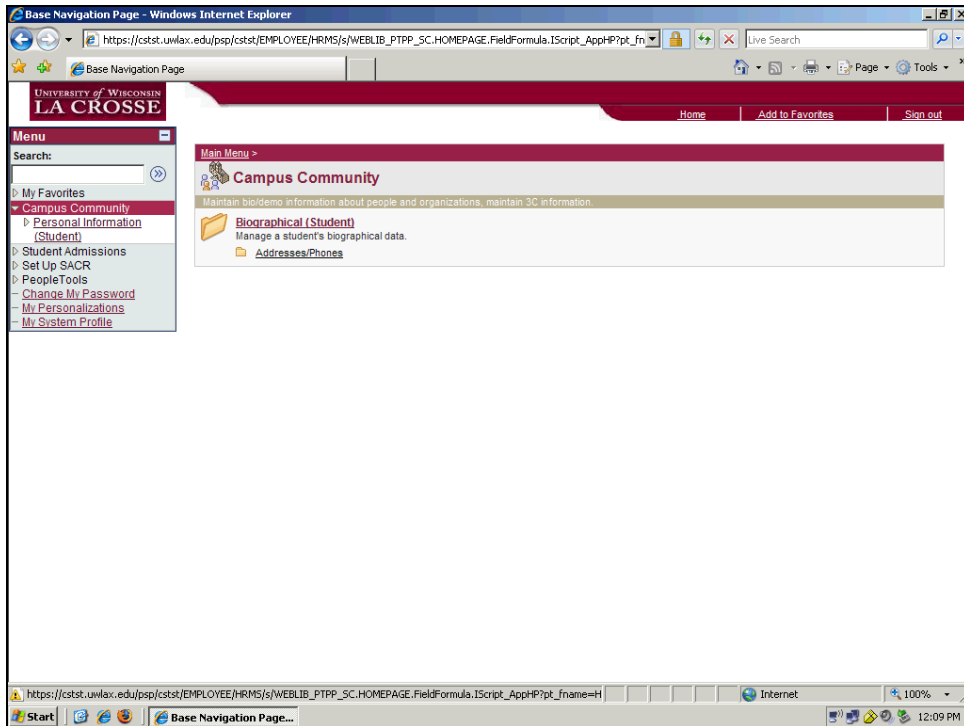 Base Navigation Page - Windows Internet Explorer
https://cstst.uwlax.edu/psp/cstst/EMPLOYEE/HRMS/s/WEBLIB_PTPP_SC.HOMEPAGE.FieldFormula.IScript_AppHP?pt_fn
Live Search
Base Navigation Page
Page
Tools
UNIVERSITY of WISCONSIN
LA CROSSE
Home
Add to Favorites
Sign out
Menu
Search:
My Favorites
Campus Community
Personal Information
(Student)
Student Admissions
Set Up SACR
PeopleTools
Change My Password
My Personalizations
My System Profile
Main Menu >
Campus Community
Maintain bio/demo information about people and organizations, maintain 3C information.
Biographical (Student)
Manage a student's biographical data.
Addresses/Phones
https://cstst.uwlax.edu/psp/cstst/EMPLOYEE/HRMS/s/WEBLIB_PTPP_SC.HOMEPAGE.FieldFormula.IScript_AppHP?pt_fname=H
Internet
100%
Start
Base Navigation Page...
12:09 PM